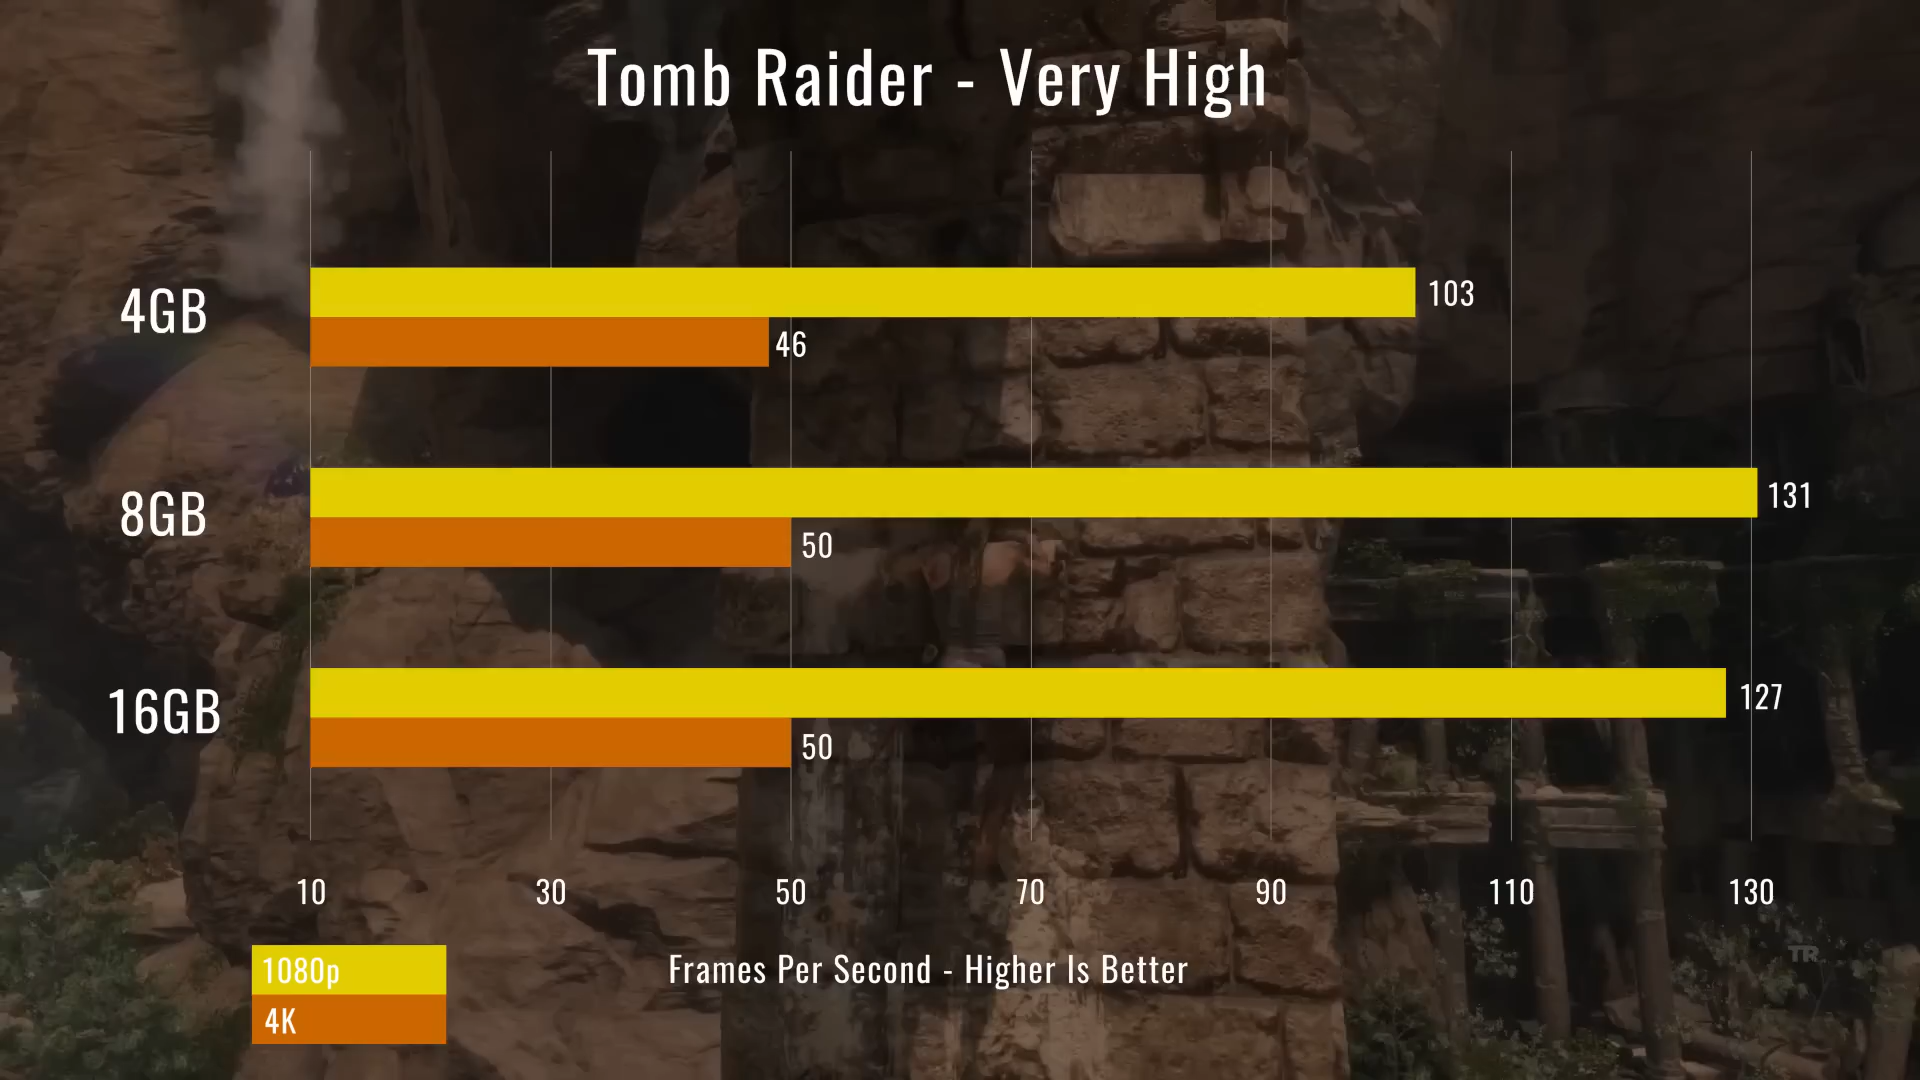 Tomb Raider - Very High
4GB
103
46
8GB
131
50
16GB
127
50
10 30 50 70 90 110 130
1080p
4K
Frames Per Second - Higher Is Better
TR